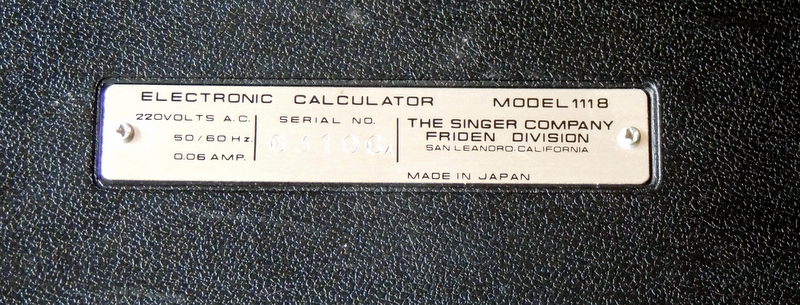 ELECTRONIC CALCULATOR MODEL 1118
220VOLTS A.C.
50/60 Hz.
0.06 AMP.
SERIAL NO.
THE SINGER COMPANY
FRIDEN DIVISION
SAN LEANDRO. CALIFORNIA
MADE IN JAPAN